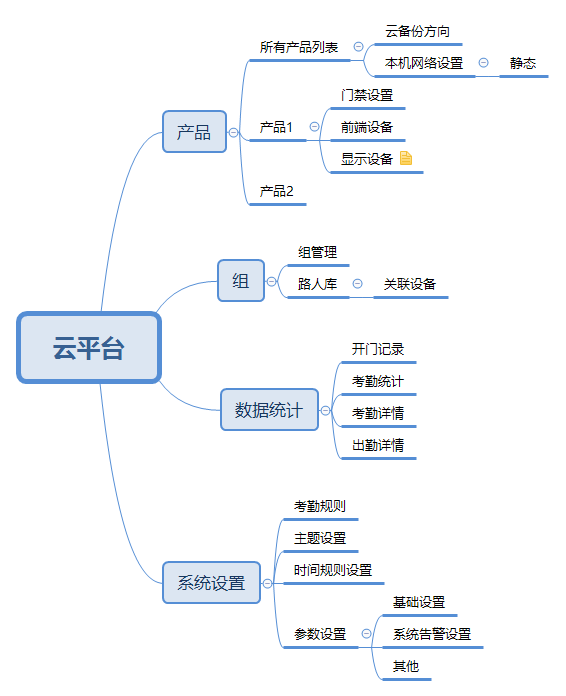 云平台
产品
所有产品列表
云备份方向
本机网络设置
静态
产品1
门禁设置
前端设备
显示设备
产品2
组
组管理
路人库
关联设备
数据统计
开门记录
考勤统计
考勤详情
出勤详情
系统设置
考勤规则
主题设置
时间规则设置
参数设置
基础设置
系统告警设置
其他